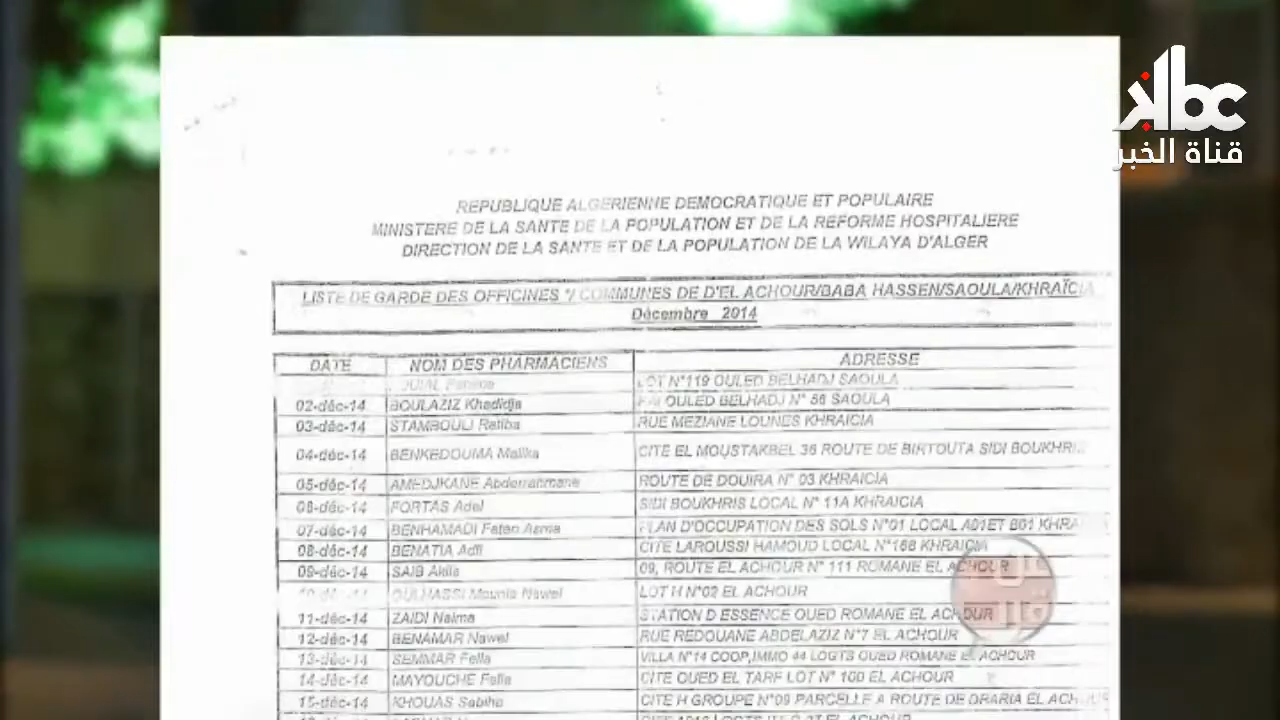 KBC
قناة الخبر
REPUBLIQUE ALGERIENNE DEMOCRATIQUE ET POPULAIRE
MINISTERE DE LA SANTE DE LA POPULATION ET DE LA REFORME HOSPITALIERE
DIRECTION DE LA SANTE ET DE LA POPULATION DE LA WILAYA D'ALGER
LISTE DE GARDE DES OFFICINES */ COMMUNES DE D'EL ACHOUR/BABA HASSEN/SAOULA/KHRAÏCIA
Décembre 2014
DATE NOM DES PHARMACIENS ADRESSE
LOT N°119 OULED BELHADJ SAOULA
02-déc-14 BOULAZIZ Khadidja OULED BELHADJ N° 56 SAOULA
03-déc-14 STAMBOULI Ratiba RUE MEZIANE LOUNES KHRAICIA
04-déc-14 BENKEDOUMA Malika CITE EL MOUSTAKBEL 36 ROUTE DE BIRTOUTA SIDI BOUKHRI
05-déc-14 AMEDJKANE Abderrahmane ROUTE DE DOUIRA N° 03 KHRAICIA
06-déc-14 FORTAS Adel SIDI BOUKHRIS LOCAL N° 11A KHRAICIA
07-déc-14 BENHAMADI Faten Asma PLAN D'OCCUPATION DES SOLS N°01 LOCAL A01ET B01 KHRA
08-déc-14 BENATIA Adil CITE LAROUSSI HAMOUD LOCAL N°168 KHRAICIA
09-déc-14 SAIB Akila 09, ROUTE EL ACHOUR N° 111 ROMANE EL ACHOUR
10-déc-14 OULHASSI Mounia Nawel LOT H N°02 EL ACHOUR
11-déc-14 ZAIDI Naima STATION D ESSENCE OUED ROMANE EL ACHOUR
12-déc-14 BENAMAR Nawel RUE REDOUANE ABDELAZIZ N°7 EL ACHOUR
13-déc-14 SEMMAR Fella VILLA N°14 COOP,IMMO 44 LOGTS OUED ROMANE EL ACHOUR
14-déc-14 MAYOUCHE Fella CITE OUED EL TARF LOT N° 100 EL ACHOUR
15-déc-14 KHOUAS Sabiha CITE H GROUPE N°09 PARCELLE A ROUTE DE DRARIA EL ACHOUR